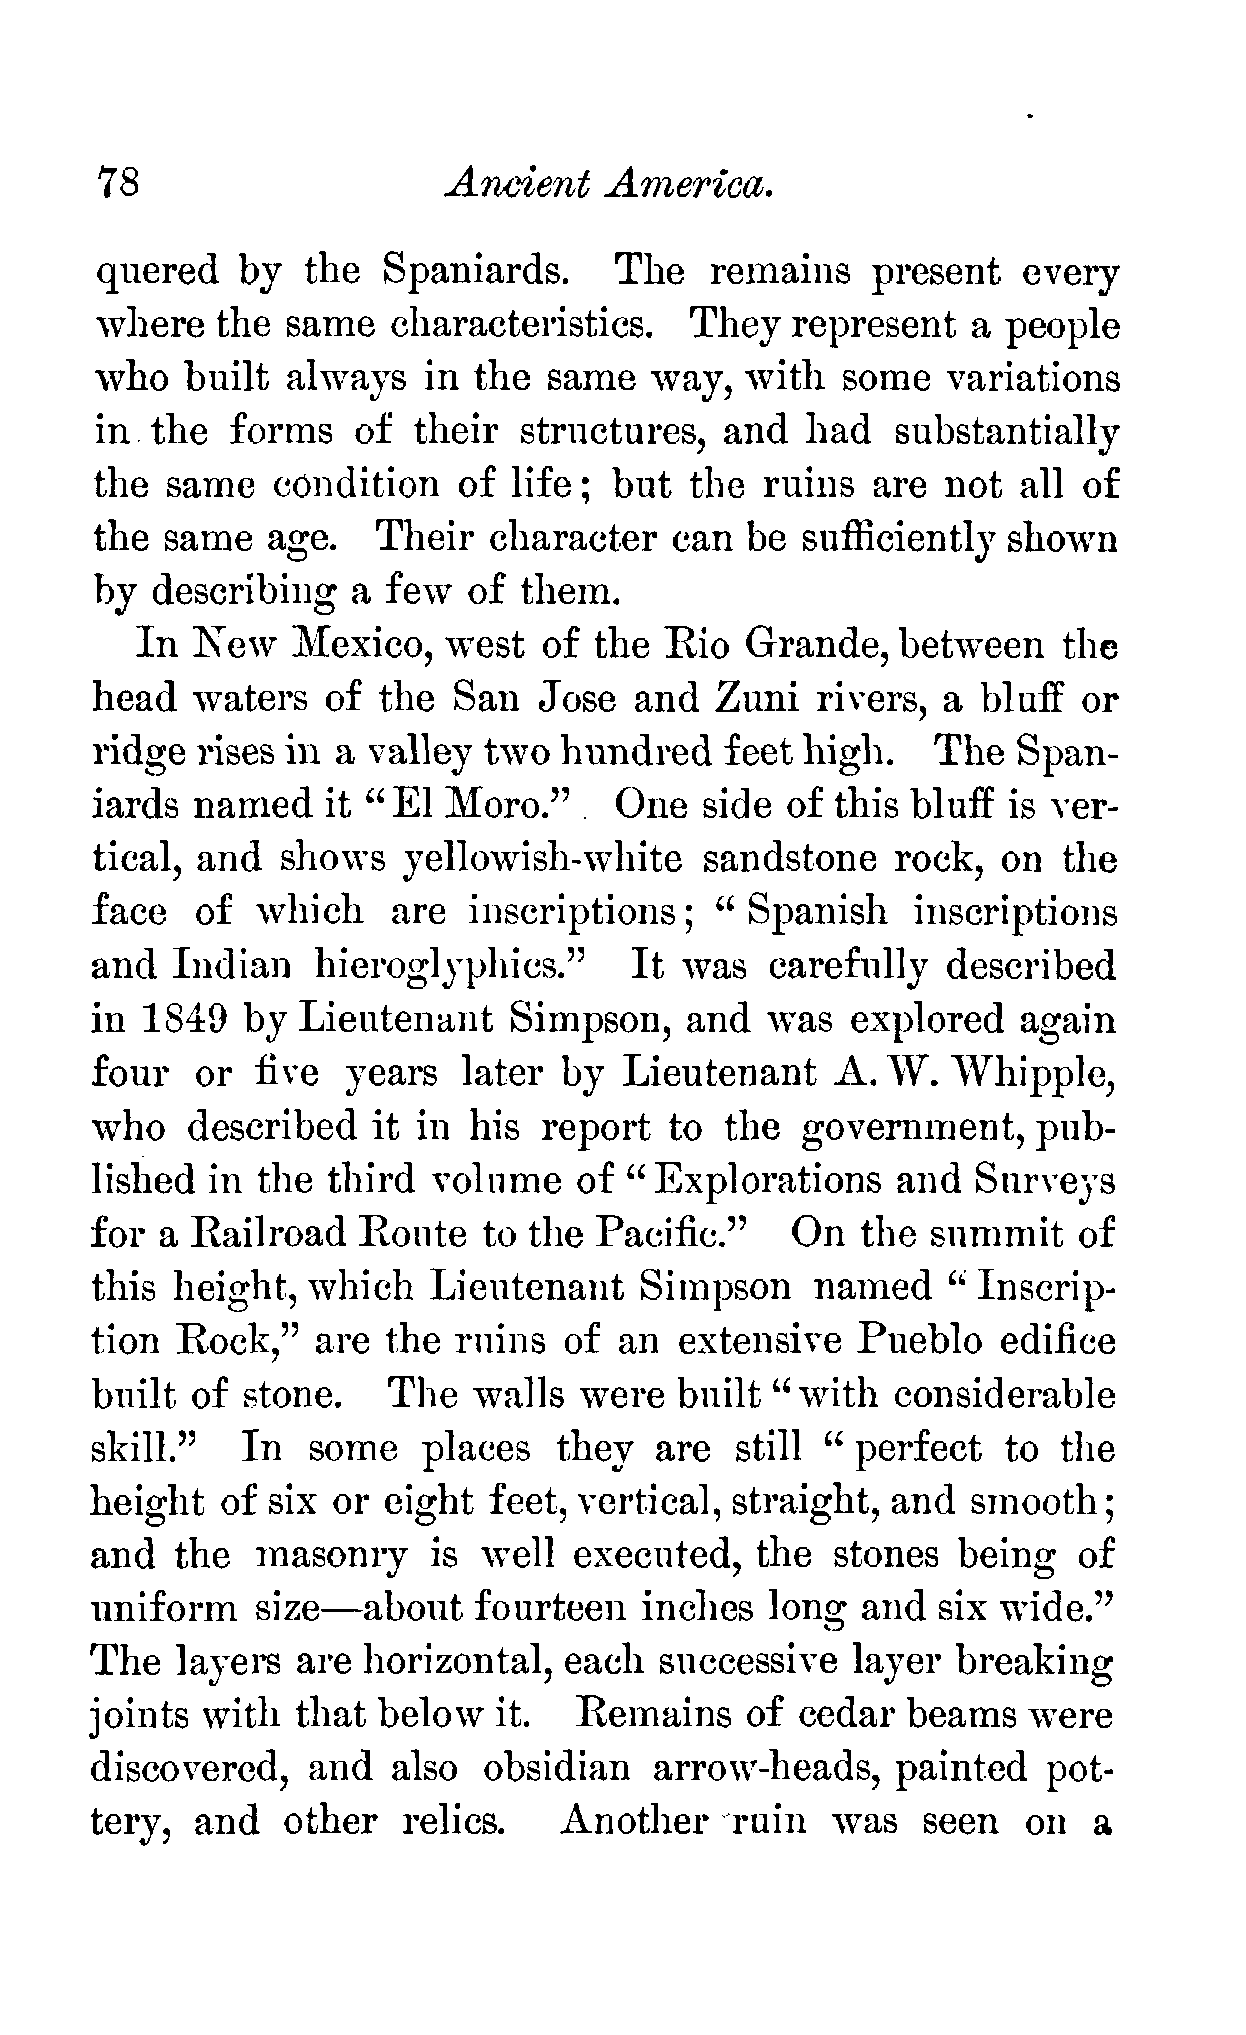 78 Ancient America.
quered by the Spaniards. The remains present every
where the same characteristics. They represent a people
who built always in the same way, with some variations
in the forms of their structures, and had substantially
the same condition of life; but the ruins are not all of
the same age. Their character can be sufficiently shown
by describing a few of them.
In New Mexico, west of the Rio Grande, between the
head waters of the San Jose and Zuni rivers, a bluff or
ridge rises in a valley two hundred feet high. The Span-
iards named it “El Moro.” One side of this bluff is ver-
tical, and shows yellowish-white sandstone rock, on the
face of which are inscriptions; “Spanish inscriptions
and Indian hieroglyphics.” It was carefully described
in 1849 by Lieutenant Simpson, and was explored again
four or five years later by Lieutenant A. W. Whipple,
who described it in his report to the government, pub-
lished in the third volume of “Explorations and Surveys
for a Railroad Route to the Pacific.” On the summit of
this height, which Lieutenant Simpson named “Inscrip-
tion Rock,” are the ruins of an extensive Pueblo edifice
built of stone. The walls were built “with considerable
skill.” In some places they are still “perfect to the
height of six or eight feet, vertical, straight, and smooth;
and the masonry is well executed, the stones being of
uniform size—about fourteen inches long and six wide.”
The layers are horizontal, each successive layer breaking
joints with that below it. Remains of cedar beams were
discovered, and also obsidian arrow-heads, painted pot-
tery, and other relics. Another ruin was seen on a